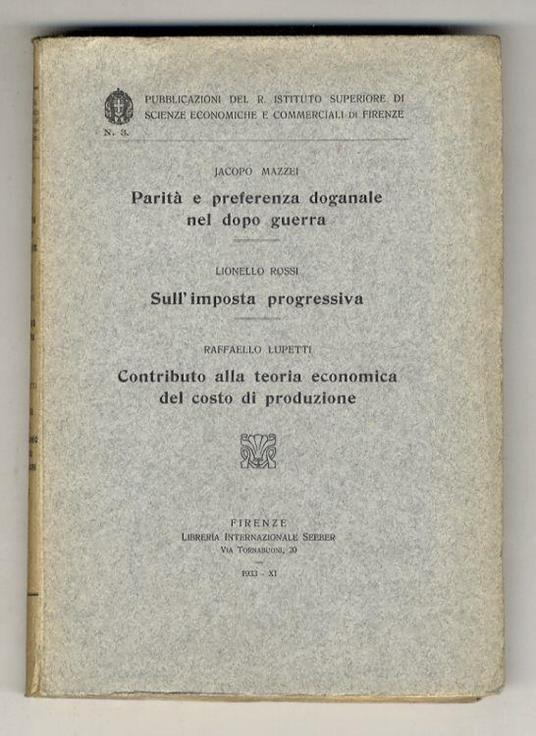 PUBBLICAZIONI DEL R. ISTITUTO SUPERIORE DI
SCIENZE ECONOMICHE E COMMERCIALI DI FIRENZE
N. 3.
JACOPO MAZZEI
Parità e preferenza doganale
nel dopo guerra
LIONELLO ROSSI
Sull'imposta progressiva
RAFFAELLO LUPETTI
Contributo alla teoria economica
del costo di produzione
FIRENZE
LIBRERIA INTERNAZIONALE SEEBER
VIA TORNABUONI, 20
1933 - XI